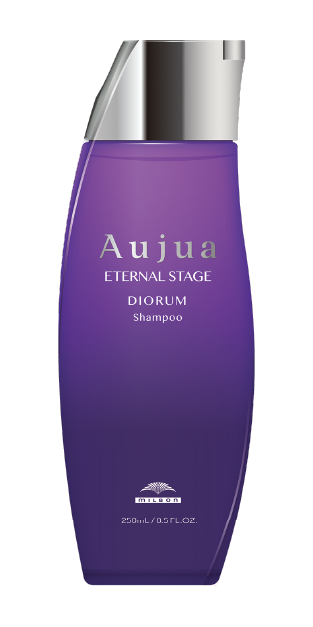 Aujua
ETERNAL STAGE
DIORUM
Shampoo
MILBON
250mL / 8.5 FL.OZ.